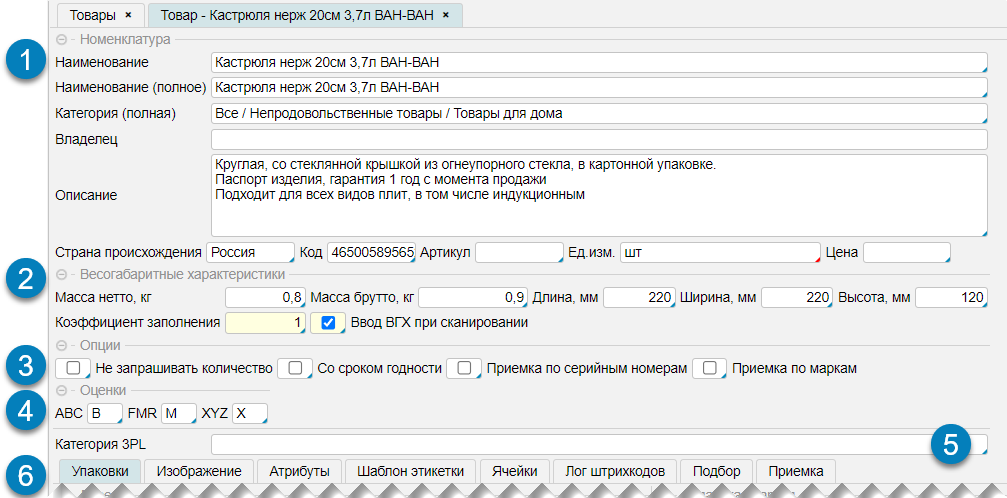 Товары × Товар - Кастрюля нерж 20см 3,7л ВАН-ВАН ×
Номенклатура
1
Наименование Кастрюля нерж 20см 3,7л ВАН-ВАН
Наименование (полное) Кастрюля нерж 20см 3,7л ВАН-ВАН
Категория (полная) Все / Непродовольственные товары / Товары для дома
Владелец
Описание
Круглая, со стеклянной крышкой из огнеупорного стекла, в картонной упаковке.
Паспорт изделия, гарантия 1 год с момента продажи
Подходит для всех видов плит, в том числе индукционным
Страна происхождения Россия Код 46500589565 Артикул Ед.изм. шт Цена
2
Весогабаритные характеристики
Масса нетто, кг 0,8 Масса брутто, кг 0,9 Длина, мм 220 Ширина, мм 220 Высота, мм 120
Коэффициент заполнения 1 Ввод ВГХ при сканировании
Опции
3
Не запрашивать количество Со сроком годности Приемка по серийным номерам Приемка по маркам
Оценки
4
ABC B FMR M XYZ X
Категория 3PL
5
6
Упаковки Изображение Атрибуты Шаблон этикетки Ячейки Лог штрихкодов Подбор Приемка